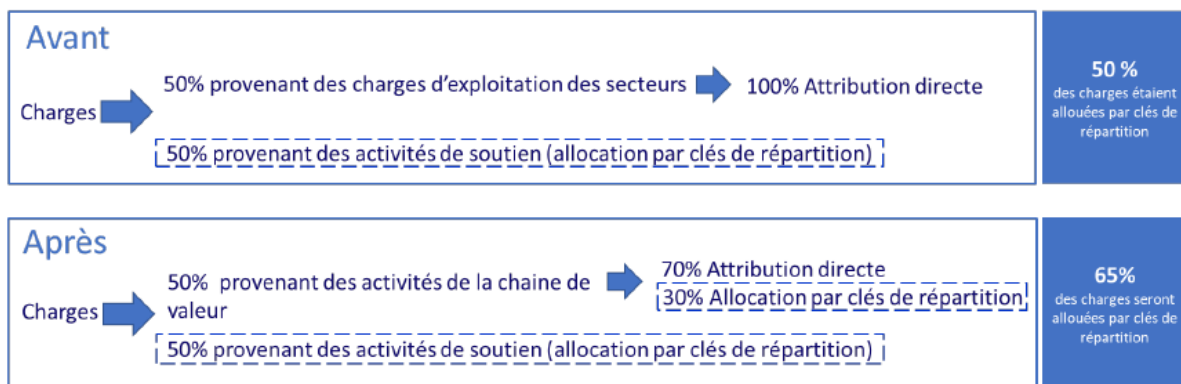 Avant
Charges
50% provenant des charges d'exploitation des secteurs
100% Attribution directe
50% provenant des activités de soutien (allocation par clés de répartition)
50 %
des charges étaient
allouées par clés de
répartition
Après
Charges
50% provenant des activités de la chaine de
valeur
70% Attribution directe
30% Allocation par clés de répartition
50% provenant des activités de soutien (allocation par clés de répartition)
65%
des charges seront
allouées par clés de
répartition